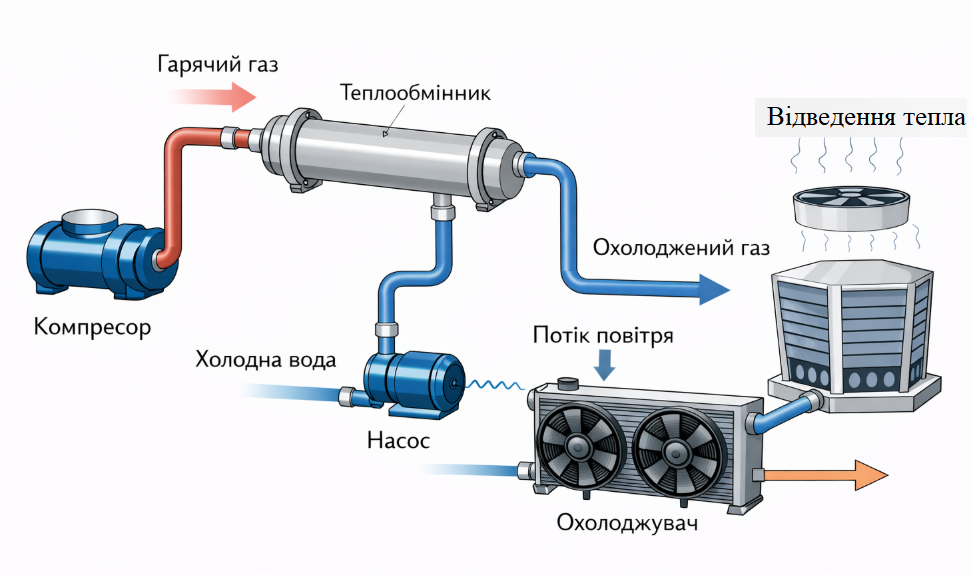 Гарячий газ
Теплообмінник
Відведення тепла
Охолоджений газ
Компресор
Потік повітря
Холодна вода
Насос
Охолоджувач